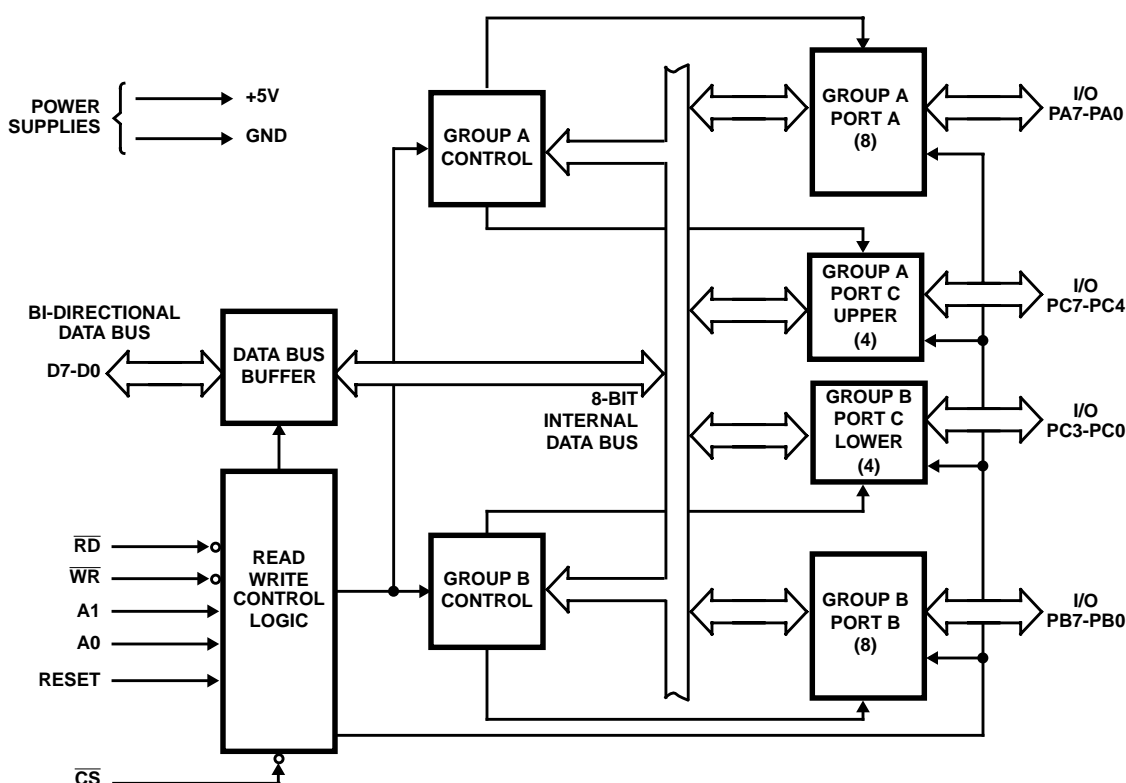 POWER
SUPPLIES
+5V
GND
GROUP A
CONTROL
GROUP A
PORT A
(8)
I/O
PA7-PA0
GROUP A
PORT C
UPPER
(4)
I/O
PC7-PC4
BI-DIRECTIONAL
DATA BUS
D7-D0
DATA BUS
BUFFER
8-BIT
INTERNAL
DATA BUS
GROUP B
PORT C
LOWER
(4)
I/O
PC3-PC0
RD
WR
A1
A0
RESET
CS
READ
WRITE
CONTROL
LOGIC
GROUP B
CONTROL
GROUP B
PORT B
(8)
I/O
PB7-PB0